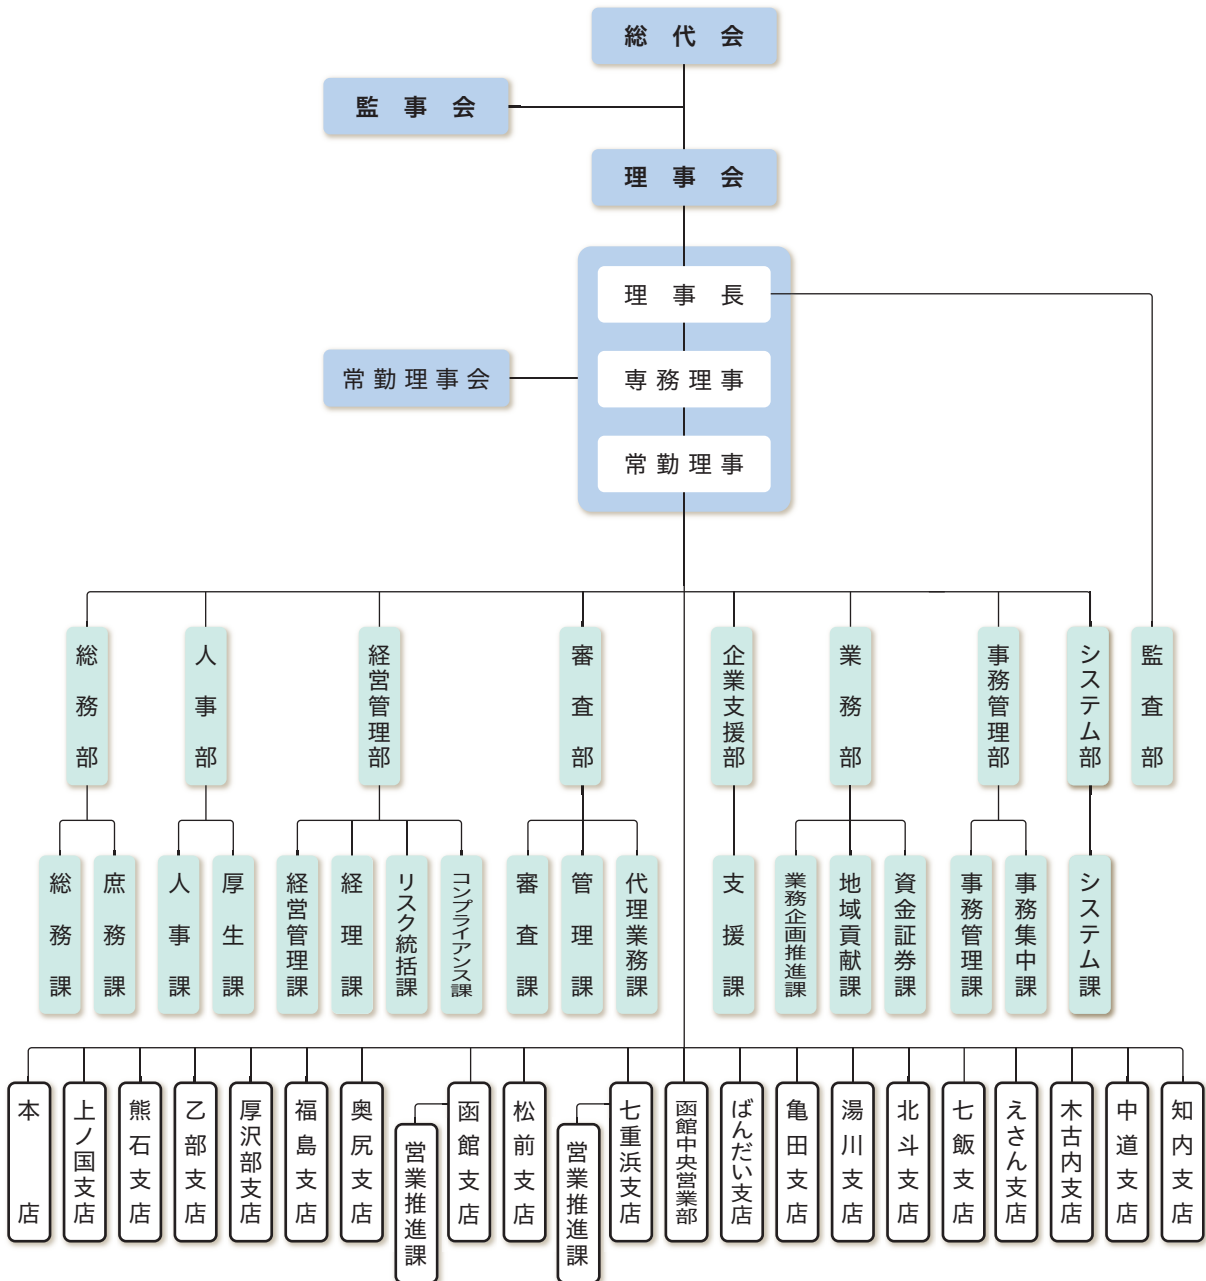 総代会
監事会
理事会
理事長
常勤理事会
専務理事
常勤理事
総務部
人事部
経営管理部
審査部
企業支援部
業務部
事務管理部
システム部
監査部
総務課
庶務課
人事課
厚生課
経営管理課
経理課
リスク統括課
コンプライアンス課
審査課
管理課
代理業務課
支援課
業務企画推進課
地域貢献課
資金証券課
事務管理課
事務集中課
システム課
本店
上ノ国支店
熊石支店
乙部支店
厚沢部支店
福島支店
奥尻支店
営業推進課
函館支店
松前支店
営業推進課
七重浜支店
函館中央営業部
ばんだい支店
亀田支店
湯川支店
北斗支店
七飯支店
えさん支店
木古内支店
中道支店
知内支店